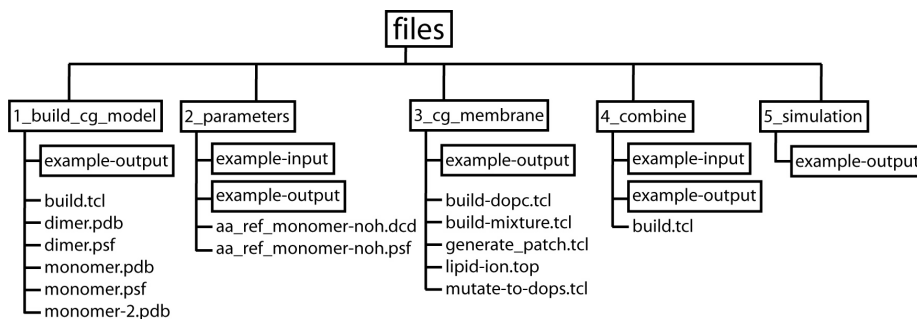 files
1_build_cg_model
example-output
build.tcl
dimer.pdb
dimer.psf
monomer.pdb
monomer.psf
monomer-2.pdb
2_parameters
example-input
example-output
aa_ref_monomer-noh.dcd
aa_ref_monomer-noh.psf
3_cg_membrane
example-output
build-dopc.tcl
build-mixture.tcl
generate_patch.tcl
lipid-ion.top
mutate-to-dops.tcl
4_combine
example-input
example-output
build.tcl
5_simulation
example-output